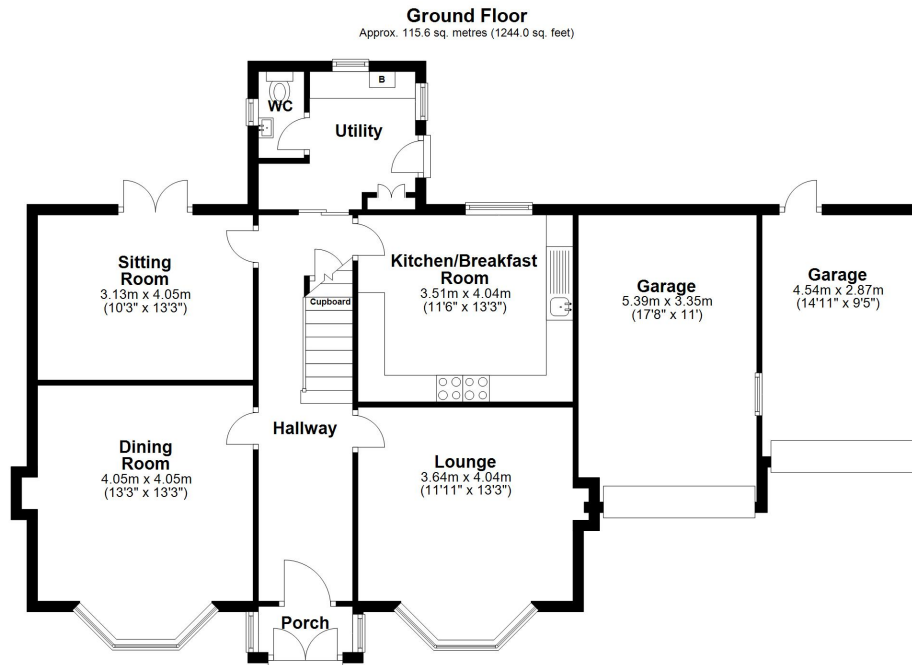 Ground Floor
Approx. 115.6 sq. metres (1244.0 sq. feet)
B
WC
Utility
Sitting
Room
3.13m x 4.05m
(10'3" x 13'3")
Kitchen/Breakfast
Room
3.51m x 4.04m
(11'6" x 13'3")
Garage
5.39m x 3.35m
(17'8" x 11')
Garage
4.54m x 2.87m
(14'11" x 9'5")
Cupboard
Hallway
Dining
Room
4.05m x 4.05m
(13'3" x 13'3")
Lounge
3.64m x 4.04m
(11'11" x 13'3")
Porch